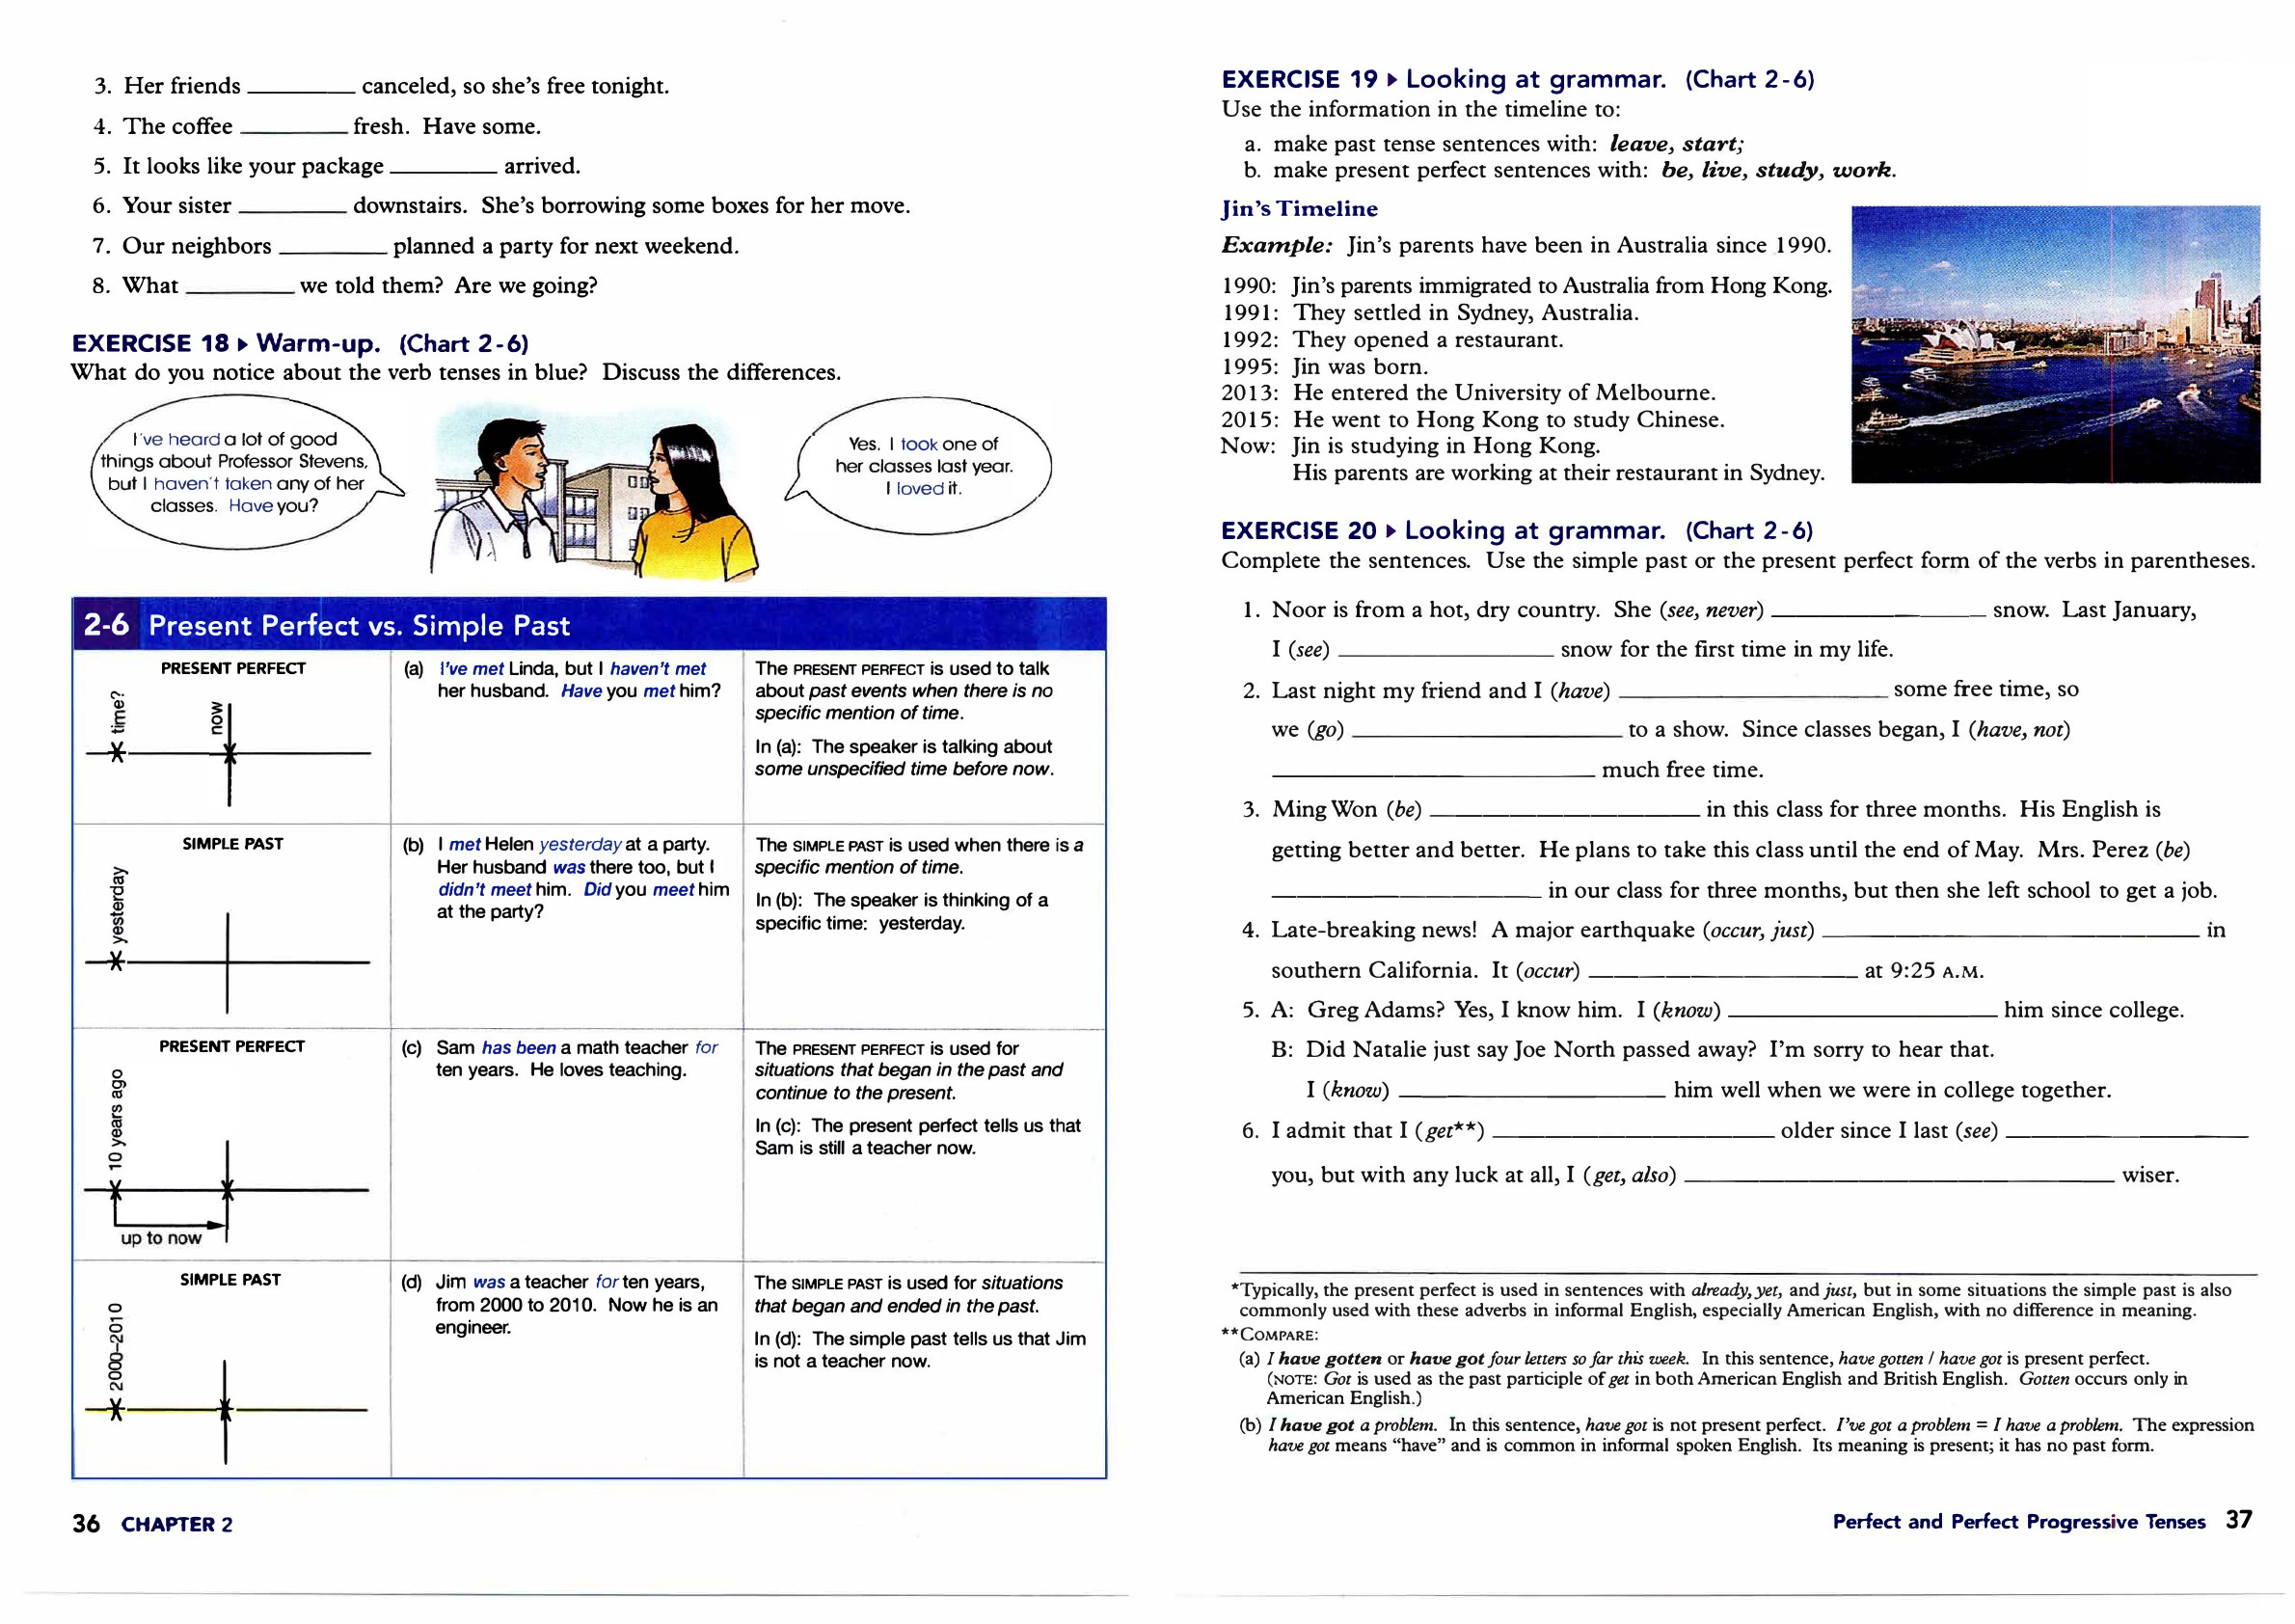 3. Her friends __________ canceled, so she's free tonight.
4. The coffee __________ fresh. Have some.
5. It looks like your package __________ arrived.
6. Your sister __________ downstairs. She's borrowing some boxes for her move.
7. Our neighbors __________ planned a party for next weekend.
8. What __________ we told them? Are we going?
EXERCISE 18 ▸ Warm-up. (Chart 2-6)
What do you notice about the verb tenses in blue? Discuss the differences.
I've heard a lot of good
things about Professor Stevens,
but I haven't taken any of her
classes. Have you?
Yes. I took one of
her classes last year.
I loved it.
2-6 Present Perfect vs. Simple Past
PRESENT PERFECT
time?
now
(a) I've met Linda, but I haven't met
her husband. Have you met him?
The PRESENT PERFECT is used to talk
about past events when there is no
specific mention of time.
In (a): The speaker is talking about
some unspecified time before now.
SIMPLE PAST
yesterday
(b) I met Helen yesterday at a party.
Her husband was there too, but I
didn't meet him. Did you meet him
at the party?
The SIMPLE PAST is used when there is a
specific mention of time.
In (b): The speaker is thinking of a
specific time: yesterday.
PRESENT PERFECT
10 years ago
up to now
(c) Sam has been a math teacher for
ten years. He loves teaching.
The PRESENT PERFECT is used for
situations that began in the past and
continue to the present.
In (c): The present perfect tells us that
Sam is still a teacher now.
SIMPLE PAST
2000–2010
(d) Jim was a teacher for ten years,
from 2000 to 2010. Now he is an
engineer.
The SIMPLE PAST is used for situations
that began and ended in the past.
In (d): The simple past tells us that Jim
is not a teacher now.
36 CHAPTER 2
EXERCISE 19 ▸ Looking at grammar. (Chart 2-6)
Use the information in the timeline to:
a. make past tense sentences with: leave, start;
b. make present perfect sentences with: be, live, study, work.
Jin's Timeline
Example: Jin's parents have been in Australia since 1990.
1990: Jin's parents immigrated to Australia from Hong Kong.
1991: They settled in Sydney, Australia.
1992: They opened a restaurant.
1995: Jin was born.
2013: He entered the University of Melbourne.
2015: He went to Hong Kong to study Chinese.
Now: Jin is studying in Hong Kong.
His parents are working at their restaurant in Sydney.
EXERCISE 20 ▸ Looking at grammar. (Chart 2-6)
Complete the sentences. Use the simple past or the present perfect form of the verbs in parentheses.
1. Noor is from a hot, dry country. She (see, never) __________ snow. Last January,
I (see) __________ snow for the first time in my life.
2. Last night my friend and I (have) __________ some free time, so
we (go) __________ to a show. Since classes began, I (have, not)
__________ much free time.
3. Ming Won (be) __________ in this class for three months. His English is
getting better and better. He plans to take this class until the end of May. Mrs. Perez (be)
__________ in our class for three months, but then she left school to get a job.
4. Late-breaking news! A major earthquake (occur, just) __________ in
southern California. It (occur) __________ at 9:25 A.M.
5. A: Greg Adams? Yes, I know him. I (know) __________ him since college.
B: Did Natalie just say Joe North passed away? I'm sorry to hear that.
I (know) __________ him well when we were in college together.
6. I admit that I (get**) __________ older since I last (see) __________
you, but with any luck at all, I (get, also) __________ wiser.
*Typically, the present perfect is used in sentences with already, yet, and just, but in some situations the simple past is also
commonly used with these adverbs in informal English, especially American English, with no difference in meaning.
**COMPARE:
(a) I have gotten or have got four letters so far this week. In this sentence, have gotten / have got is present perfect.
(NOTE: Got is used as the past participle of get in both American English and British English. Gotten occurs only in
American English.)
(b) I have got a problem. In this sentence, have got is not present perfect. I've got a problem = I have a problem. The expression
have got means "have" and is common in informal spoken English. Its meaning is present; it has no past form.
Perfect and Perfect Progressive Tenses 37